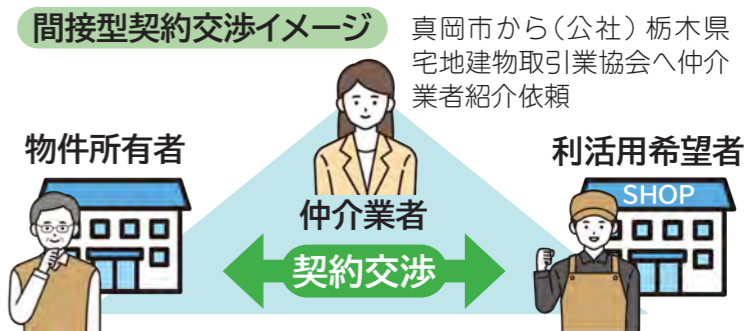 間接型契約交渉イメージ
真岡市から(公社)栃木県
宅地建物取引業協会へ仲介
業者紹介依頼
物件所有者
利活用希望者
SHOP
仲介業者
契約交渉